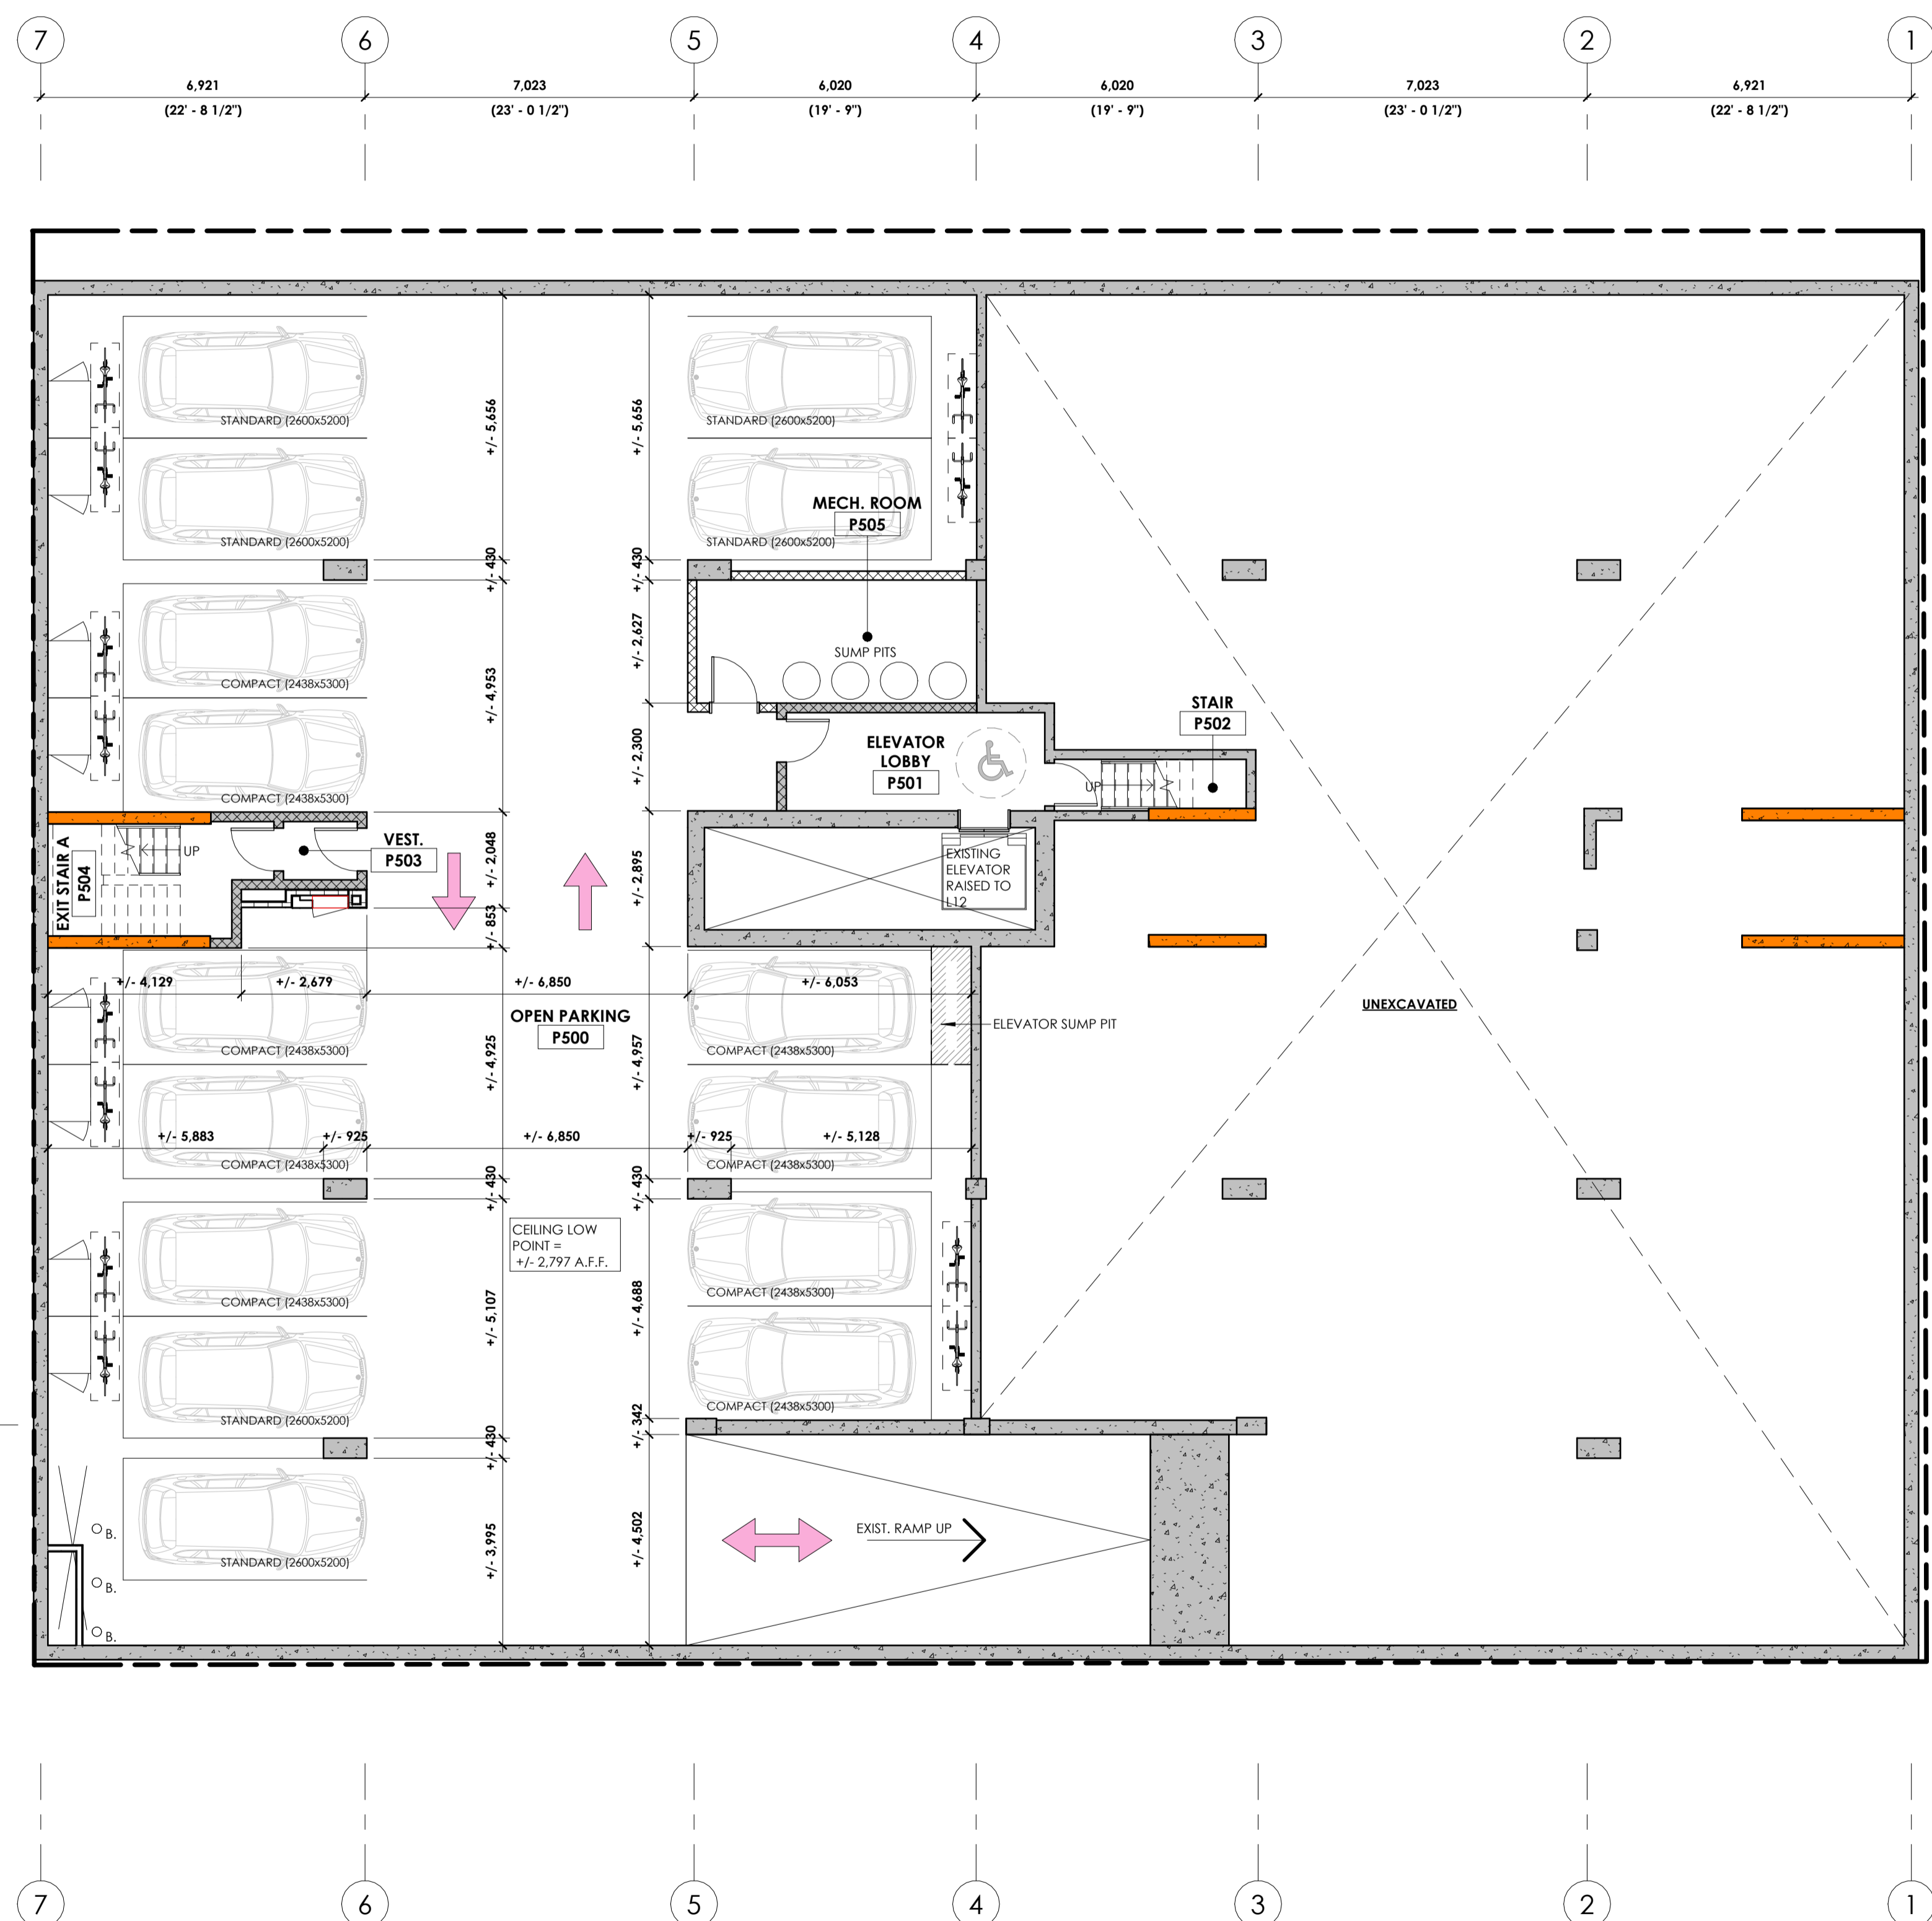 7
6
5
4
3
2
1
6,921
7,023
6,020
6,020
7,023
6,921
(22' - 8 1/2")
(23' - 0 1/2")
(19' - 9")
(19' - 9")
(23' - 0 1/2")
(22' - 8 1/2")
STANDARD (2600x5200)
STANDARD (2600x5200)
+/- 5,656
+/- 5,656
STANDARD (2600x5200)
STANDARD (2600x5200)
MECH. ROOM
P505
+/- 430
+/- 430
+/- 2,627
SUMP PITS
COMPACT (2438x5300)
+/- 4,953
COMPACT (2438x5300)
+/- 2,300
ELEVATOR
LOBBY
P501
STAIR
P502
UP
EXIT STAIR A
P504
UP
VEST.
P503
+/- 2,048
+/- 853
+/- 2,895
EXISTING
ELEVATOR
RAISED TO
L12
+/- 4,129
+/- 2,679
+/- 6,850
+/- 6,053
UNEXCAVATED
OPEN PARKING
P500
ELEVATOR SUMP PIT
COMPACT (2438x5300)
COMPACT (2438x5300)
+/- 4,925
+/- 4,957
+/- 5,883
+/- 925
+/- 6,850
+/- 925
+/- 5,128
COMPACT (2438x5300)
COMPACT (2438x5300)
+/- 430
+/- 430
CEILING LOW
POINT =
+/- 2,797 A.F.F.
COMPACT (2438x5300)
COMPACT (2438x5300)
+/- 5,107
+/- 4,688
STANDARD (2600x5200)
COMPACT (2438x5300)
+/- 430
+/- 342
B.
B.
B.
STANDARD (2600x5200)
+/- 3,995
+/- 4,502
EXIST. RAMP UP
7
6
5
4
3
2
1